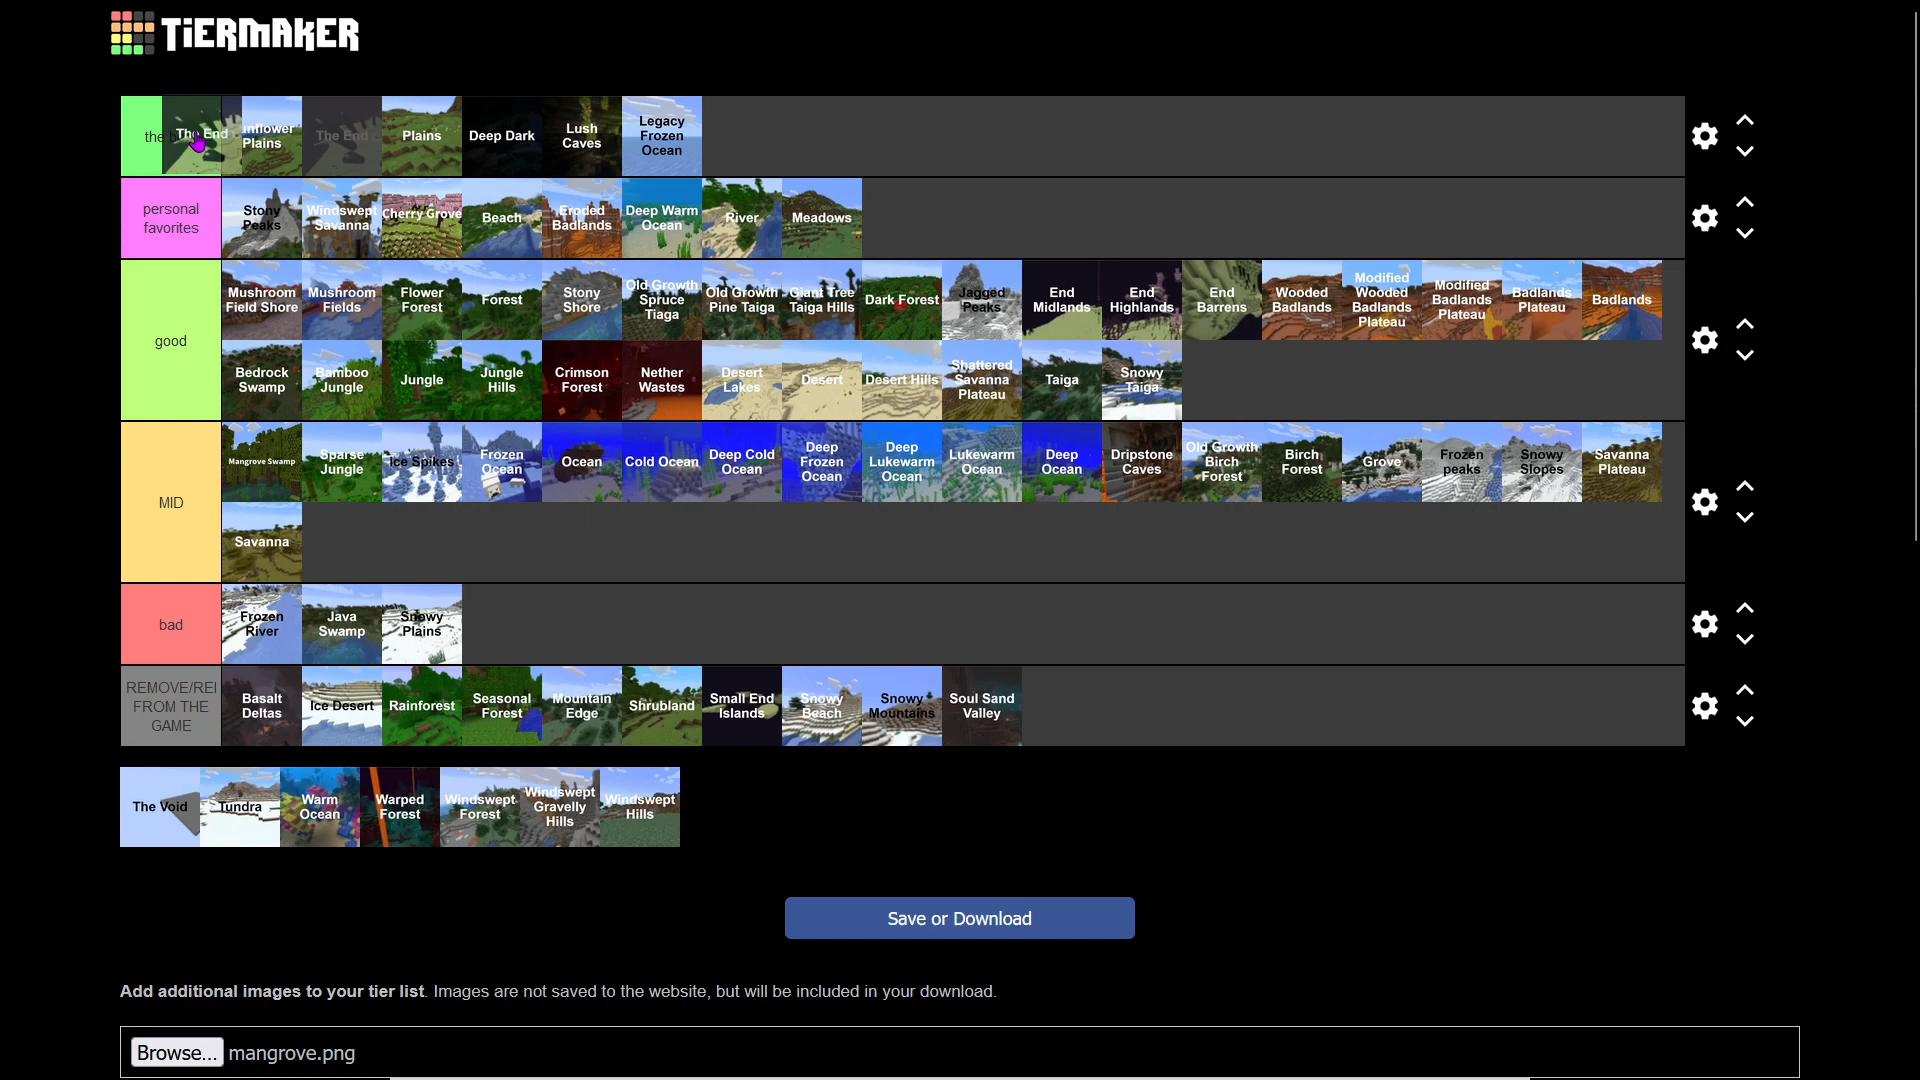 TiERMAKER
the
The End
nflower
Plains
The End
Plains
Deep Dark
Lush
Caves
Legacy
Frozen
Ocean
personal
favorites
Stony
Peaks
Windswept
Savanna
Cherry Grove
Beach
Eroded
Badlands
Deep Warm
Ocean
River
Meadows
good
Mushroom
Field Shore
Mushroom
Fields
Flower
Forest
Forest
Stony
Shore
Old Growth
Spruce
Tiaga
Old Growth
Pine Taiga
Giant Tree
Taiga Hills
Dark Forest
Jagged
Peaks
End
Midlands
End
Highlands
End
Barrens
Wooded
Badlands
Modified
Wooded
Badlands
Plateau
Modified
Badlands
Plateau
Badlands
Plateau
Badlands
Bedrock
Swamp
Bamboo
Jungle
Jungle
Jungle
Hills
Crimson
Forest
Nether
Wastes
Desert
Lakes
Desert
Desert Hills
Shattered
Savanna
Plateau
Taiga
Snowy
Taiga
MID
Mangrove Swamp
Sparse
Jungle
Ice Spikes
Frozen
Ocean
Ocean
Cold Ocean
Deep Cold
Ocean
Deep
Frozen
Ocean
Deep
Lukewarm
Ocean
Lukewarm
Ocean
Deep
Ocean
Dripstone
Caves
Old Growth
Birch
Forest
Birch
Forest
Grove
Frozen
peaks
Snowy
Slopes
Savanna
Plateau
Savanna
bad
Frozen
River
Java
Swamp
Snowy
Plains
REMOVE/REI
FROM THE
GAME
Basalt
Deltas
Ice Desert
Rainforest
Seasonal
Forest
Mountain
Edge
Shrubland
Small End
Islands
Snowy
Beach
Snowy
Mountains
Soul Sand
Valley
The Void
Tundra
Warm
Ocean
Warped
Forest
Windswept
Forest
Windswept
Gravelly
Hills
Windswept
Hills
Save or Download
Add additional images to your tier list. Images are not saved to the website, but will be included in your download.
Browse... mangrove.png